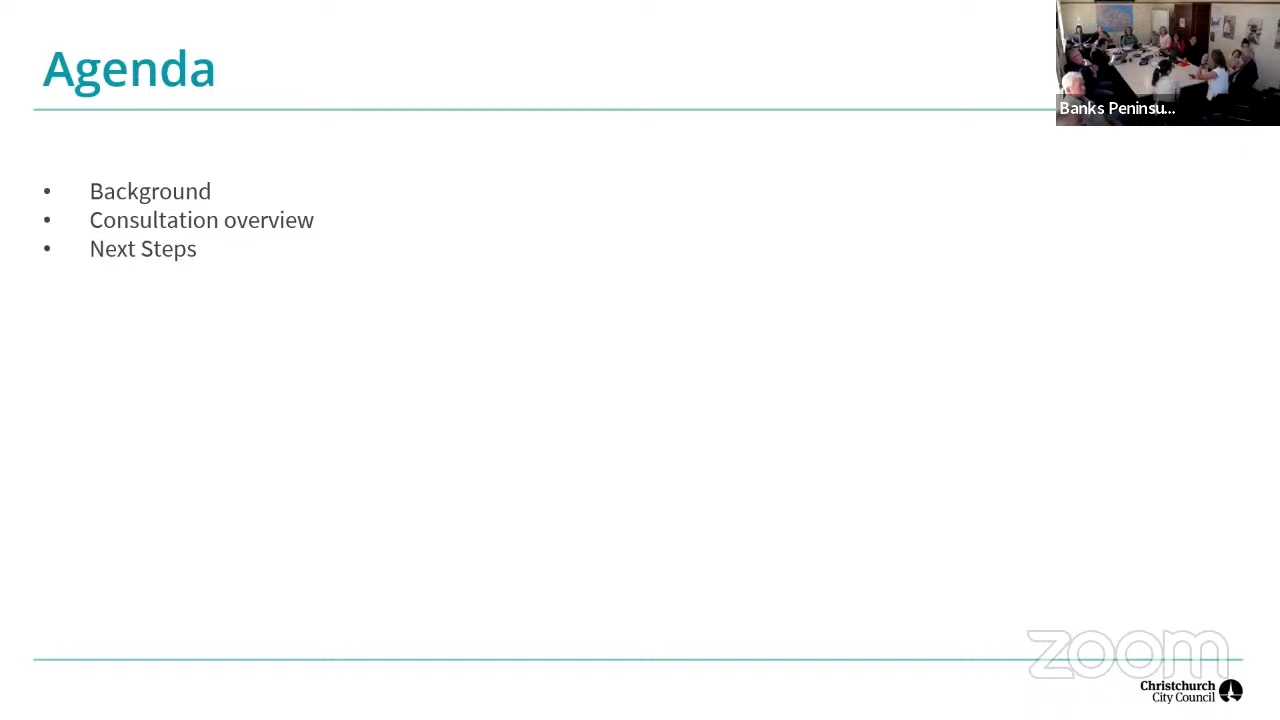 Agenda
Banks Peninsu...
• Background
• Consultation overview
• Next Steps
zoom
Christchurch
City Council